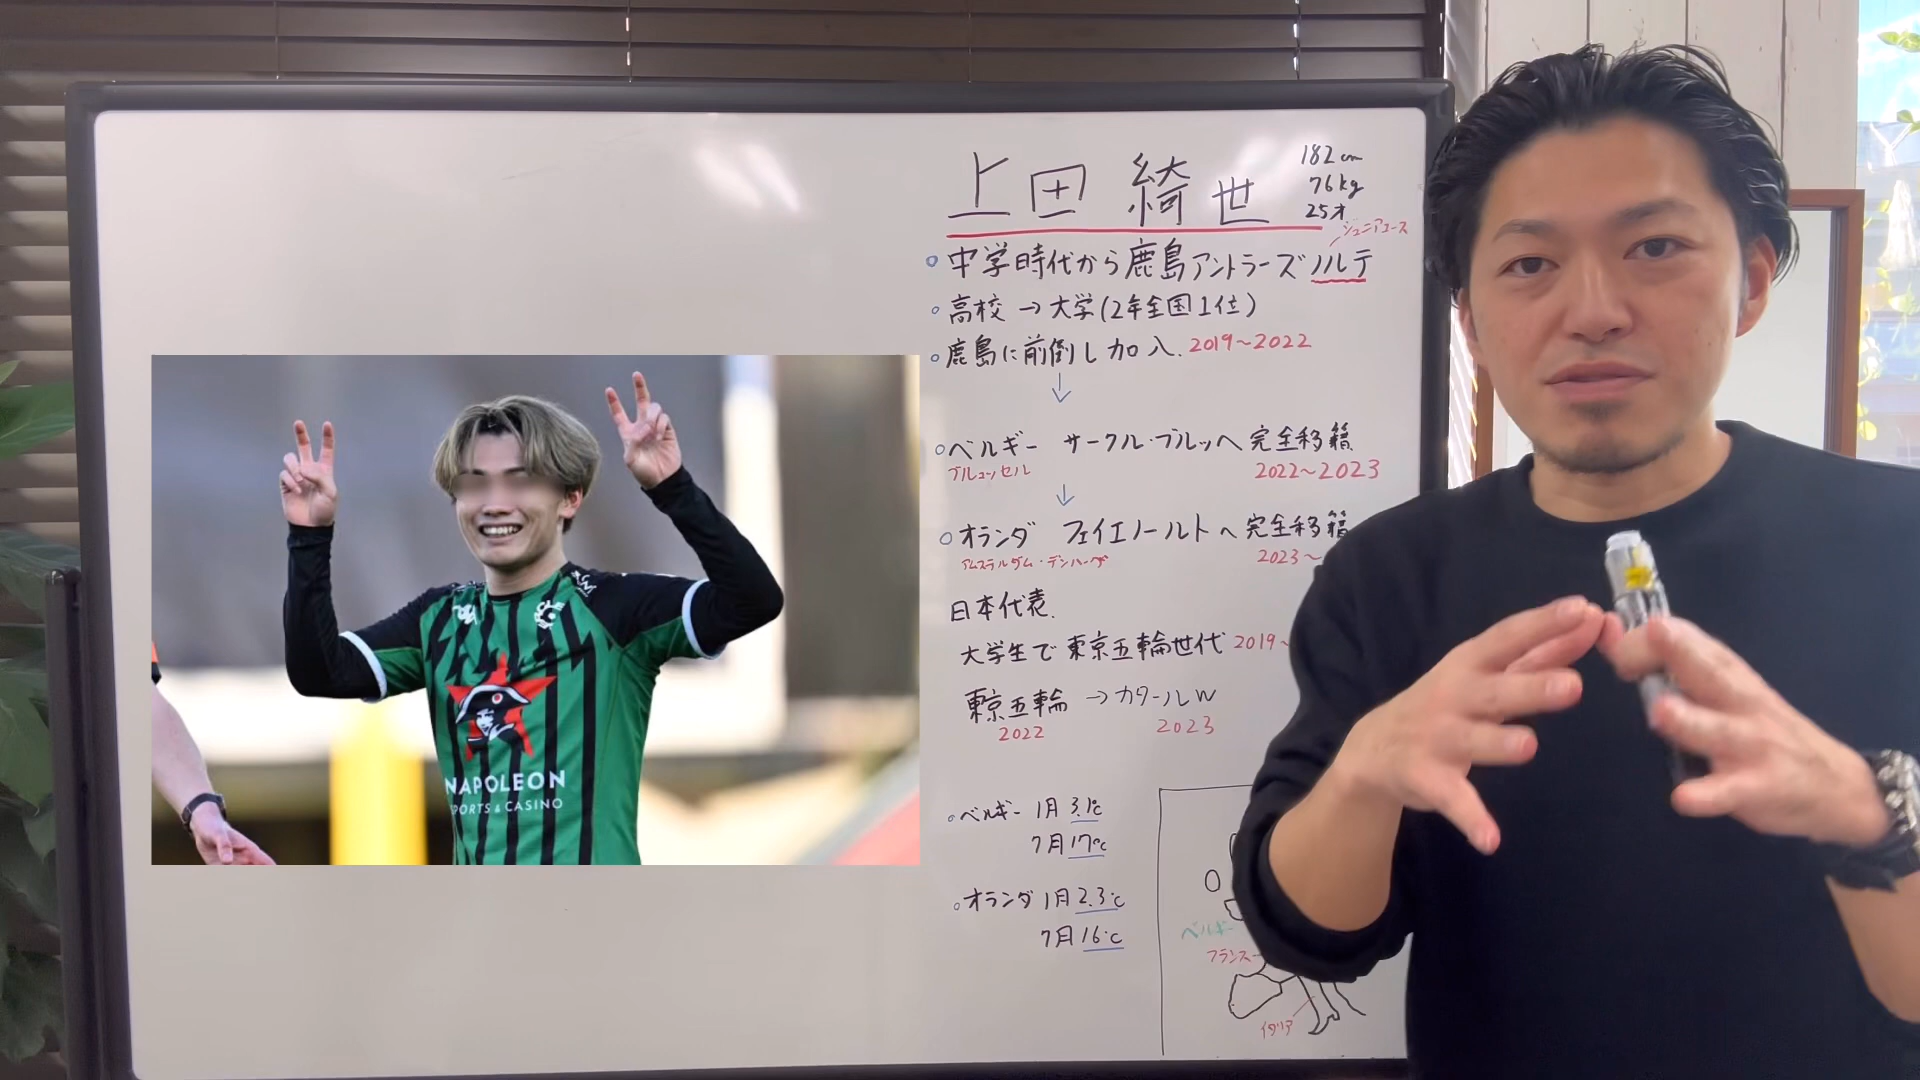 上田 綺世
182cm
76kg
25才
ジュニアユース
中学時代から鹿島アントラーズノルテ
高校→大学(2年全国1位)
鹿島に前倒し加入. 2019〜2022
↓
ベルギー サークル・ブルッヘ完全移籍
ブルュッセル 2022〜2023
↓
オランダ フェイエノールトへ完全移籍
アムステルダム・デンハーグ 2023〜
日本代表.
大学生で東京五輪世代 2019〜
東京五輪→カタールW
2022 2023
ベルギー 1月 3.1℃
7月 17℃
オランダ 1月 2.3℃
7月 16℃
ベルギー
フランス
イタリア
NAPOLEON
SPORTS & CASINO